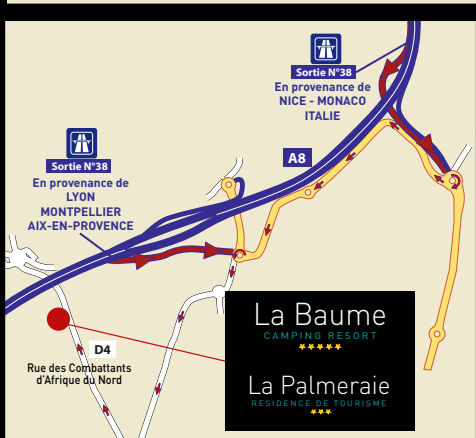 Sortie N°38
En provenance de
NICE - MONACO
ITALIE
A8
Sortie N°38
En provenance de
LYON
MONTPELLIER
AIX-EN-PROVENCE
D4
Rue des Combattants
d'Afrique du Nord
La Baume
CAMPING RESORT
La Palmeraie
RESIDENCE DE TOURISME